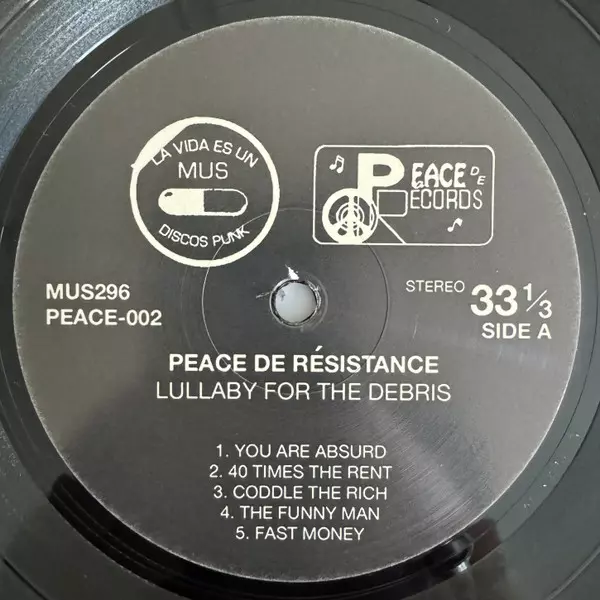 LA VIDA ES UN
MUS
DISCOS PUNK
PEACE DE
RECORDS
MUS296
PEACE-002
STEREO 33 1/3
SIDE A
PEACE DE RÉSISTANCE
LULLABY FOR THE DEBRIS
1. YOU ARE ABSURD
2. 40 TIMES THE RENT
3. CODDLE THE RICH
4. THE FUNNY MAN
5. FAST MONEY